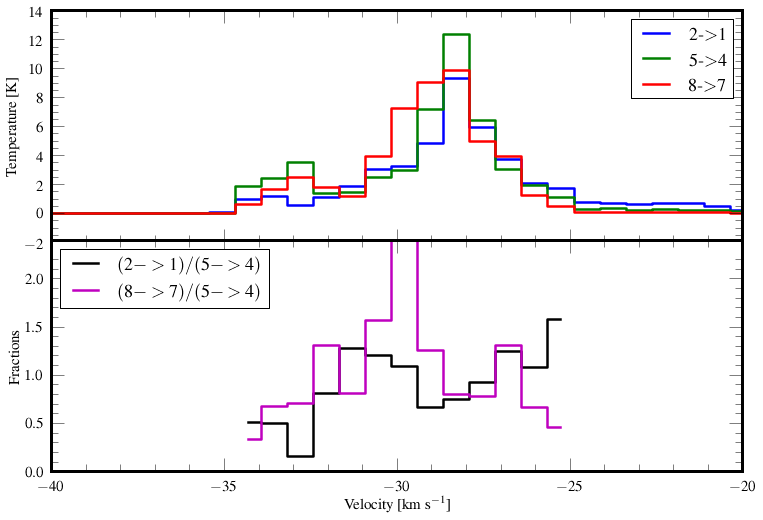 14
12
10
8
6
4
2
0
−2
Temperature [K]
2->1
5->4
8->7
2.0
1.5
1.0
0.5
0.0
Fractions
(2− > 1)/(5− > 4)
(8− > 7)/(5− > 4)
−40 −35 −30 −25 −20
Velocity [km s⁻¹]